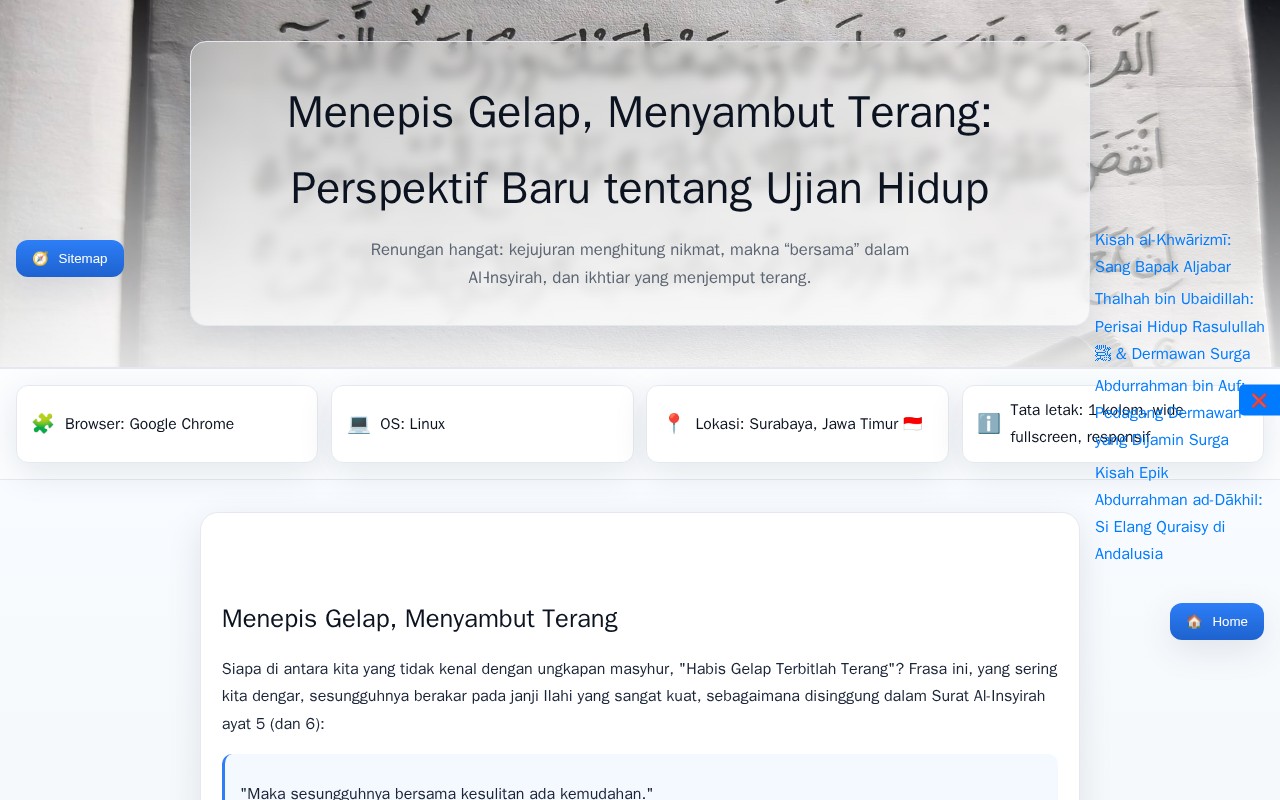 Menepis Gelap, Menyambut Terang:
Perspektif Baru tentang Ujian Hidup
Renungan hangat: kejujuran menghitung nikmat, makna “bersama” dalam
Al-Insyirah, dan ikhtiar yang menjemput terang.
Sitemap
Kisah al-Khwārizmī:
Sang Bapak Aljabar
Thalhah bin Ubaidillah:
Perisai Hidup Rasulullah
ﷺ & Dermawan Surga
Abdurrahman bin Auf:
Pedagang Dermawan
yang Dijamin Surga
Kisah Epik
Abdurrahman ad-Dākhil:
Si Elang Quraisy di
Andalusia
Browser: Google Chrome
OS: Linux
Lokasi: Surabaya, Jawa Timur 🇮🇩
Tata letak: 1 kolom, wide
fullscreen, responsif
Home
Menepis Gelap, Menyambut Terang
Siapa di antara kita yang tidak kenal dengan ungkapan masyhur, "Habis Gelap Terbitlah Terang"? Frasa ini, yang sering
kita dengar, sesungguhnya berakar pada janji Ilahi yang sangat kuat, sebagaimana disinggung dalam Surat Al-Insyirah
ayat 5 (dan 6):
"Maka sesungguhnya bersama kesulitan ada kemudahan."